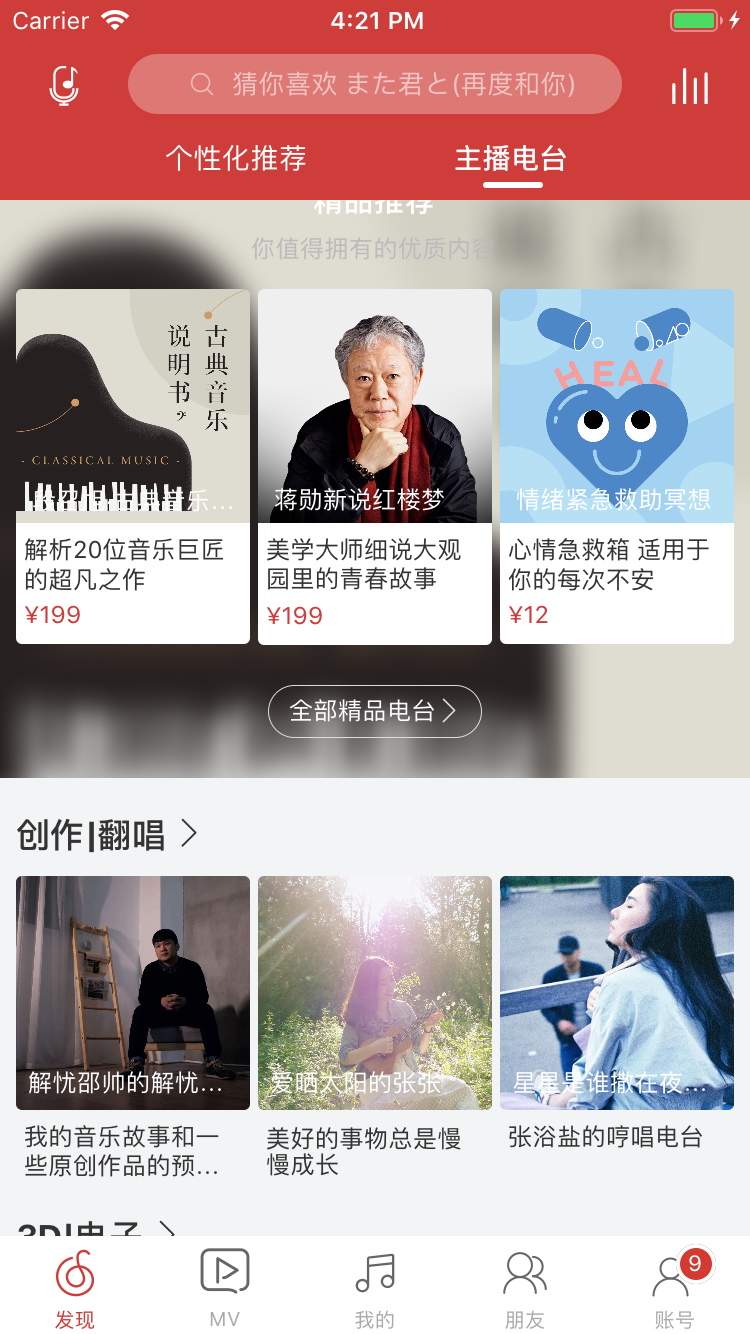 Carrier
4:21 PM
猜你喜欢 また君と(再度和你)
个性化推荐
主播电台
精品推荐
你值得拥有的优质内容
古典音乐
说明书
- CLASSICAL MUSIC -
HEAL
蒋勋新说红楼梦
情绪紧急救助冥想
解析20位音乐巨匠
的超凡之作
¥199
美学大师细说大观
园里的青春故事
¥199
心情急救箱 适用于
你的每次不安
¥12
全部精品电台
创作|翻唱
解忧邵帅的解忧...
爱晒太阳的张张
星星是谁撒在夜...
我的音乐故事和一
些原创作品的预...
美好的事物总是慢
慢成长
张浴盐的哼唱电台
3D|电子
9
发现
MV
我的
朋友
账号